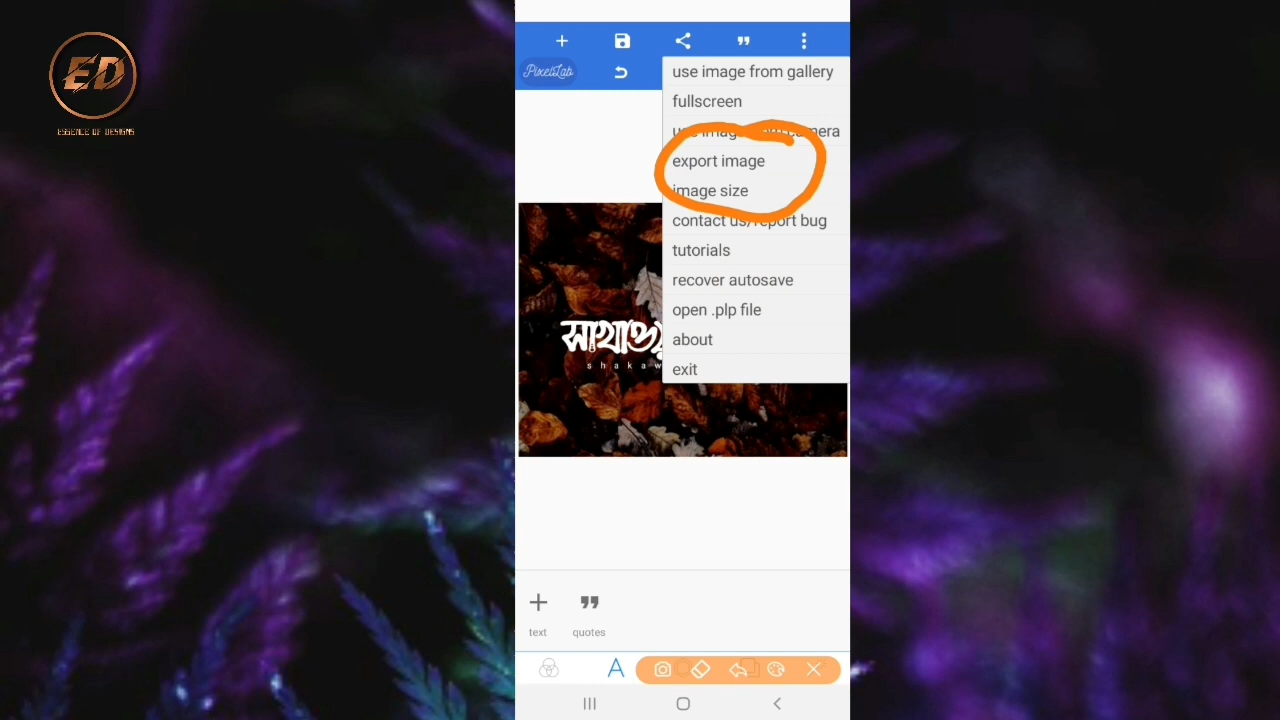 ED
ESSENCE OF DESIGNS
PixelLab
use image from gallery
fullscreen
export image
image size
contact us/report bug
tutorials
recover autosave
open .plp file
about
exit
text
quotes
A